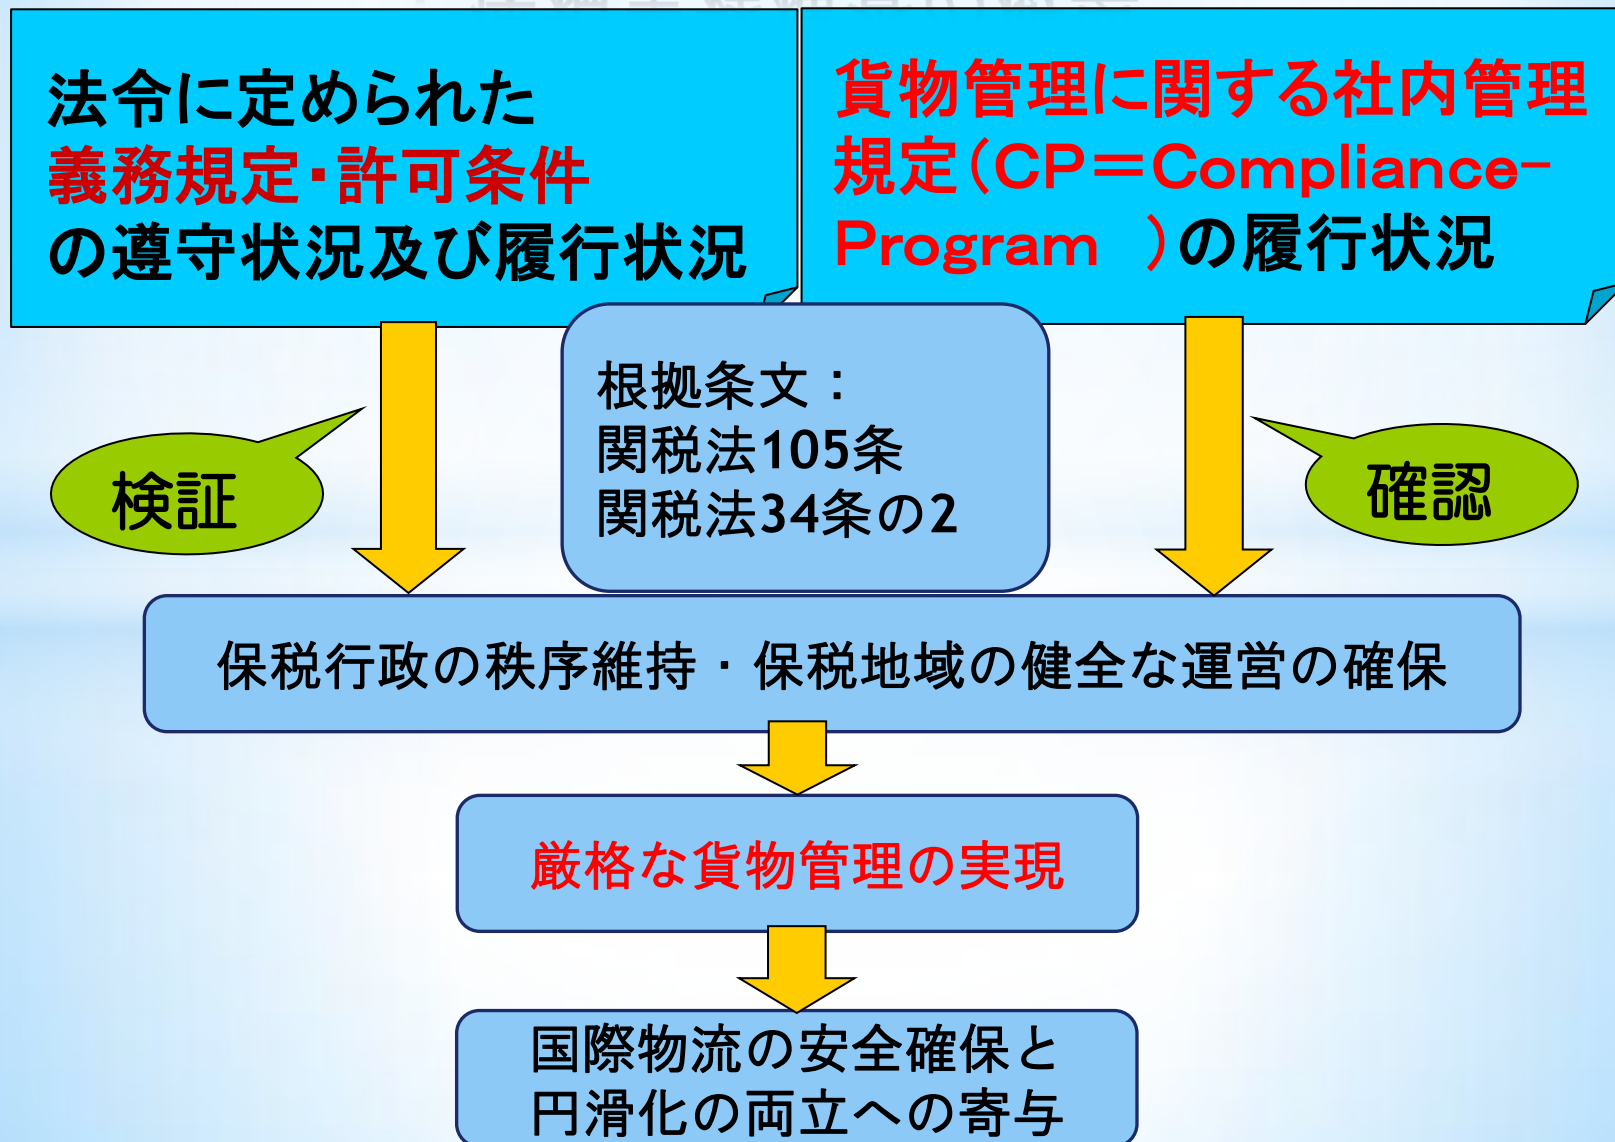 法令に定められた
義務規定・許可条件
の遵守状況及び履行状況
貨物管理に関する社内管理
規定(CP=Compliance-
Program )の履行状況
根拠条文:
関税法105条
関税法34条の2
検証
確認
保税行政の秩序維持・保税地域の健全な運営の確保
厳格な貨物管理の実現
国際物流の安全確保と
円滑化の両立への寄与